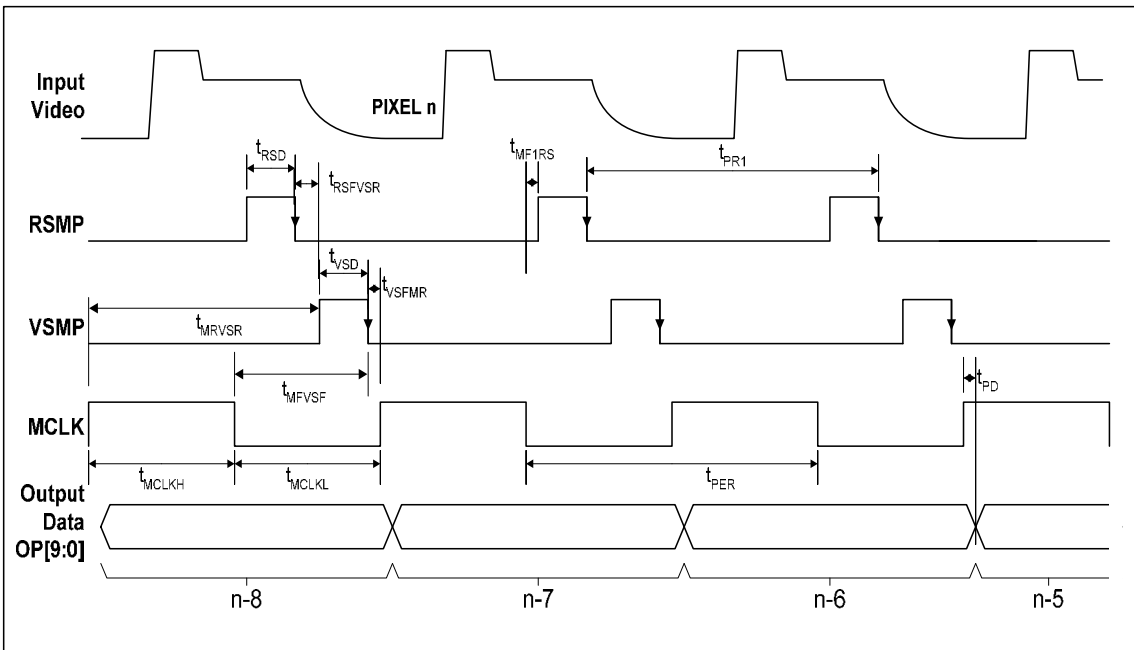 Input
Video
PIXEL n
tRSD
tRSFVSR
tMF1RS
tPR1
RSMP
tVSD
tVSFMR
tMRVSR
VSMP
tMFVSF
tPD
MCLK
tMCLKH
tMCLKL
tPER
Output
Data
OP[9:0]
n-8
n-7
n-6
n-5